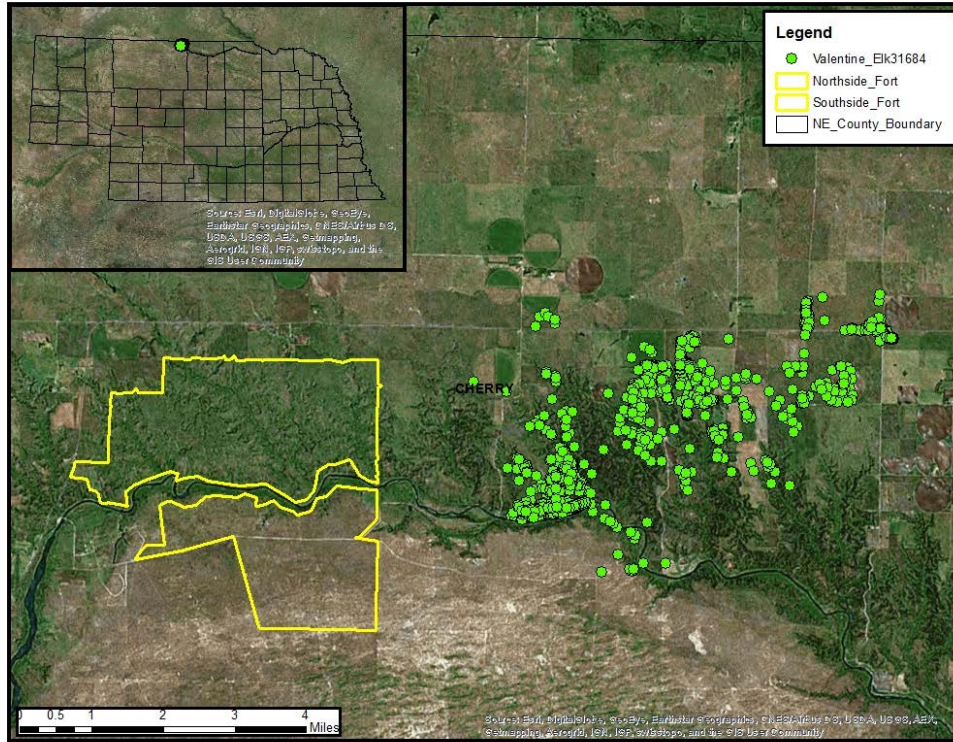 Legend
Valentine_Elk31684
Northside_Fort
Southside_Fort
NE_County_Boundary
Source: Esri, DigitalGlobe, GeoEye,
Earthstar Geographics, CNES/Airbus DS,
USDA, USGS, AEX, Getmapping,
Aerogrid, IGN, IGP, swisstopo, and the
GIS User Community
CHERRY
0 0.5 1 2 3 4
Miles
Source: Esri, DigitalGlobe, GeoEye, Earthstar Geographics, CNES/Airbus DS, USDA, USGS, AEX,
Getmapping, Aerogrid, IGN, IGP, swisstopo, and the GIS User Community